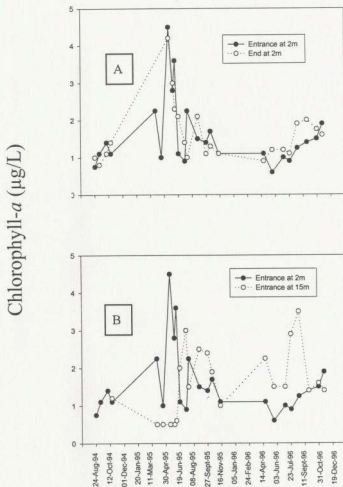 Chlorophyll-a (µg/L)
5
4
3
2
1
0
A
Entrance at 2m
End at 2m
5
4
3
2
1
0
B
Entrance at 2m
Entrance at 15m
24-Aug-94
12-Oct-94
01-Dec-94
20-Jan-95
11-Mar-95
30-Apr-95
19-Jun-95
08-Aug-95
27-Sept-95
16-Nov-95
05-Jan-96
24-Feb-96
14-Apr-96
03-Jun-96
23-Jul-96
11-Sep-96
31-Oct-96
19-Dec-96